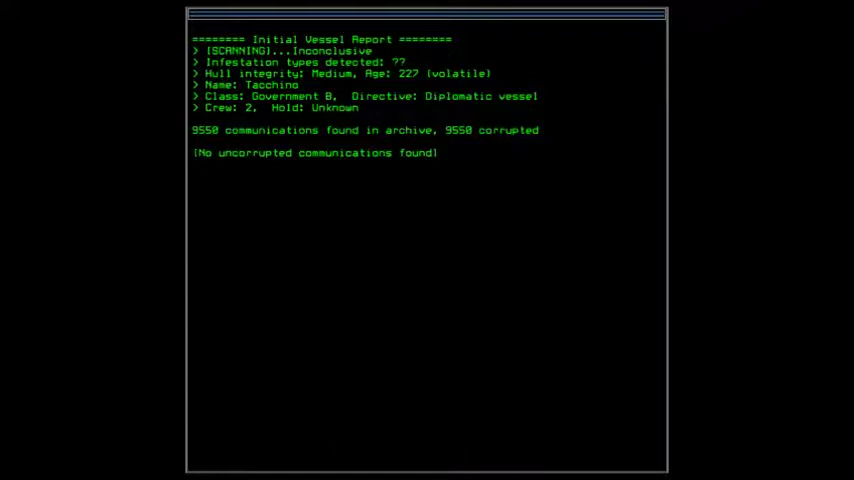 ======== Initial Vessel Report ========
> [SCANNING]...Inconclusive
> Infestation types detected: ??
> Hull integrity: Medium, Age: 227 (volatile)
> Name: Tacchino
> Class: Government B,  Directive: Diplomatic vessel
> Crew: 2,  Hold: Unknown
9550 communications found in archive, 9550 corrupted
[No uncorrupted communications found]